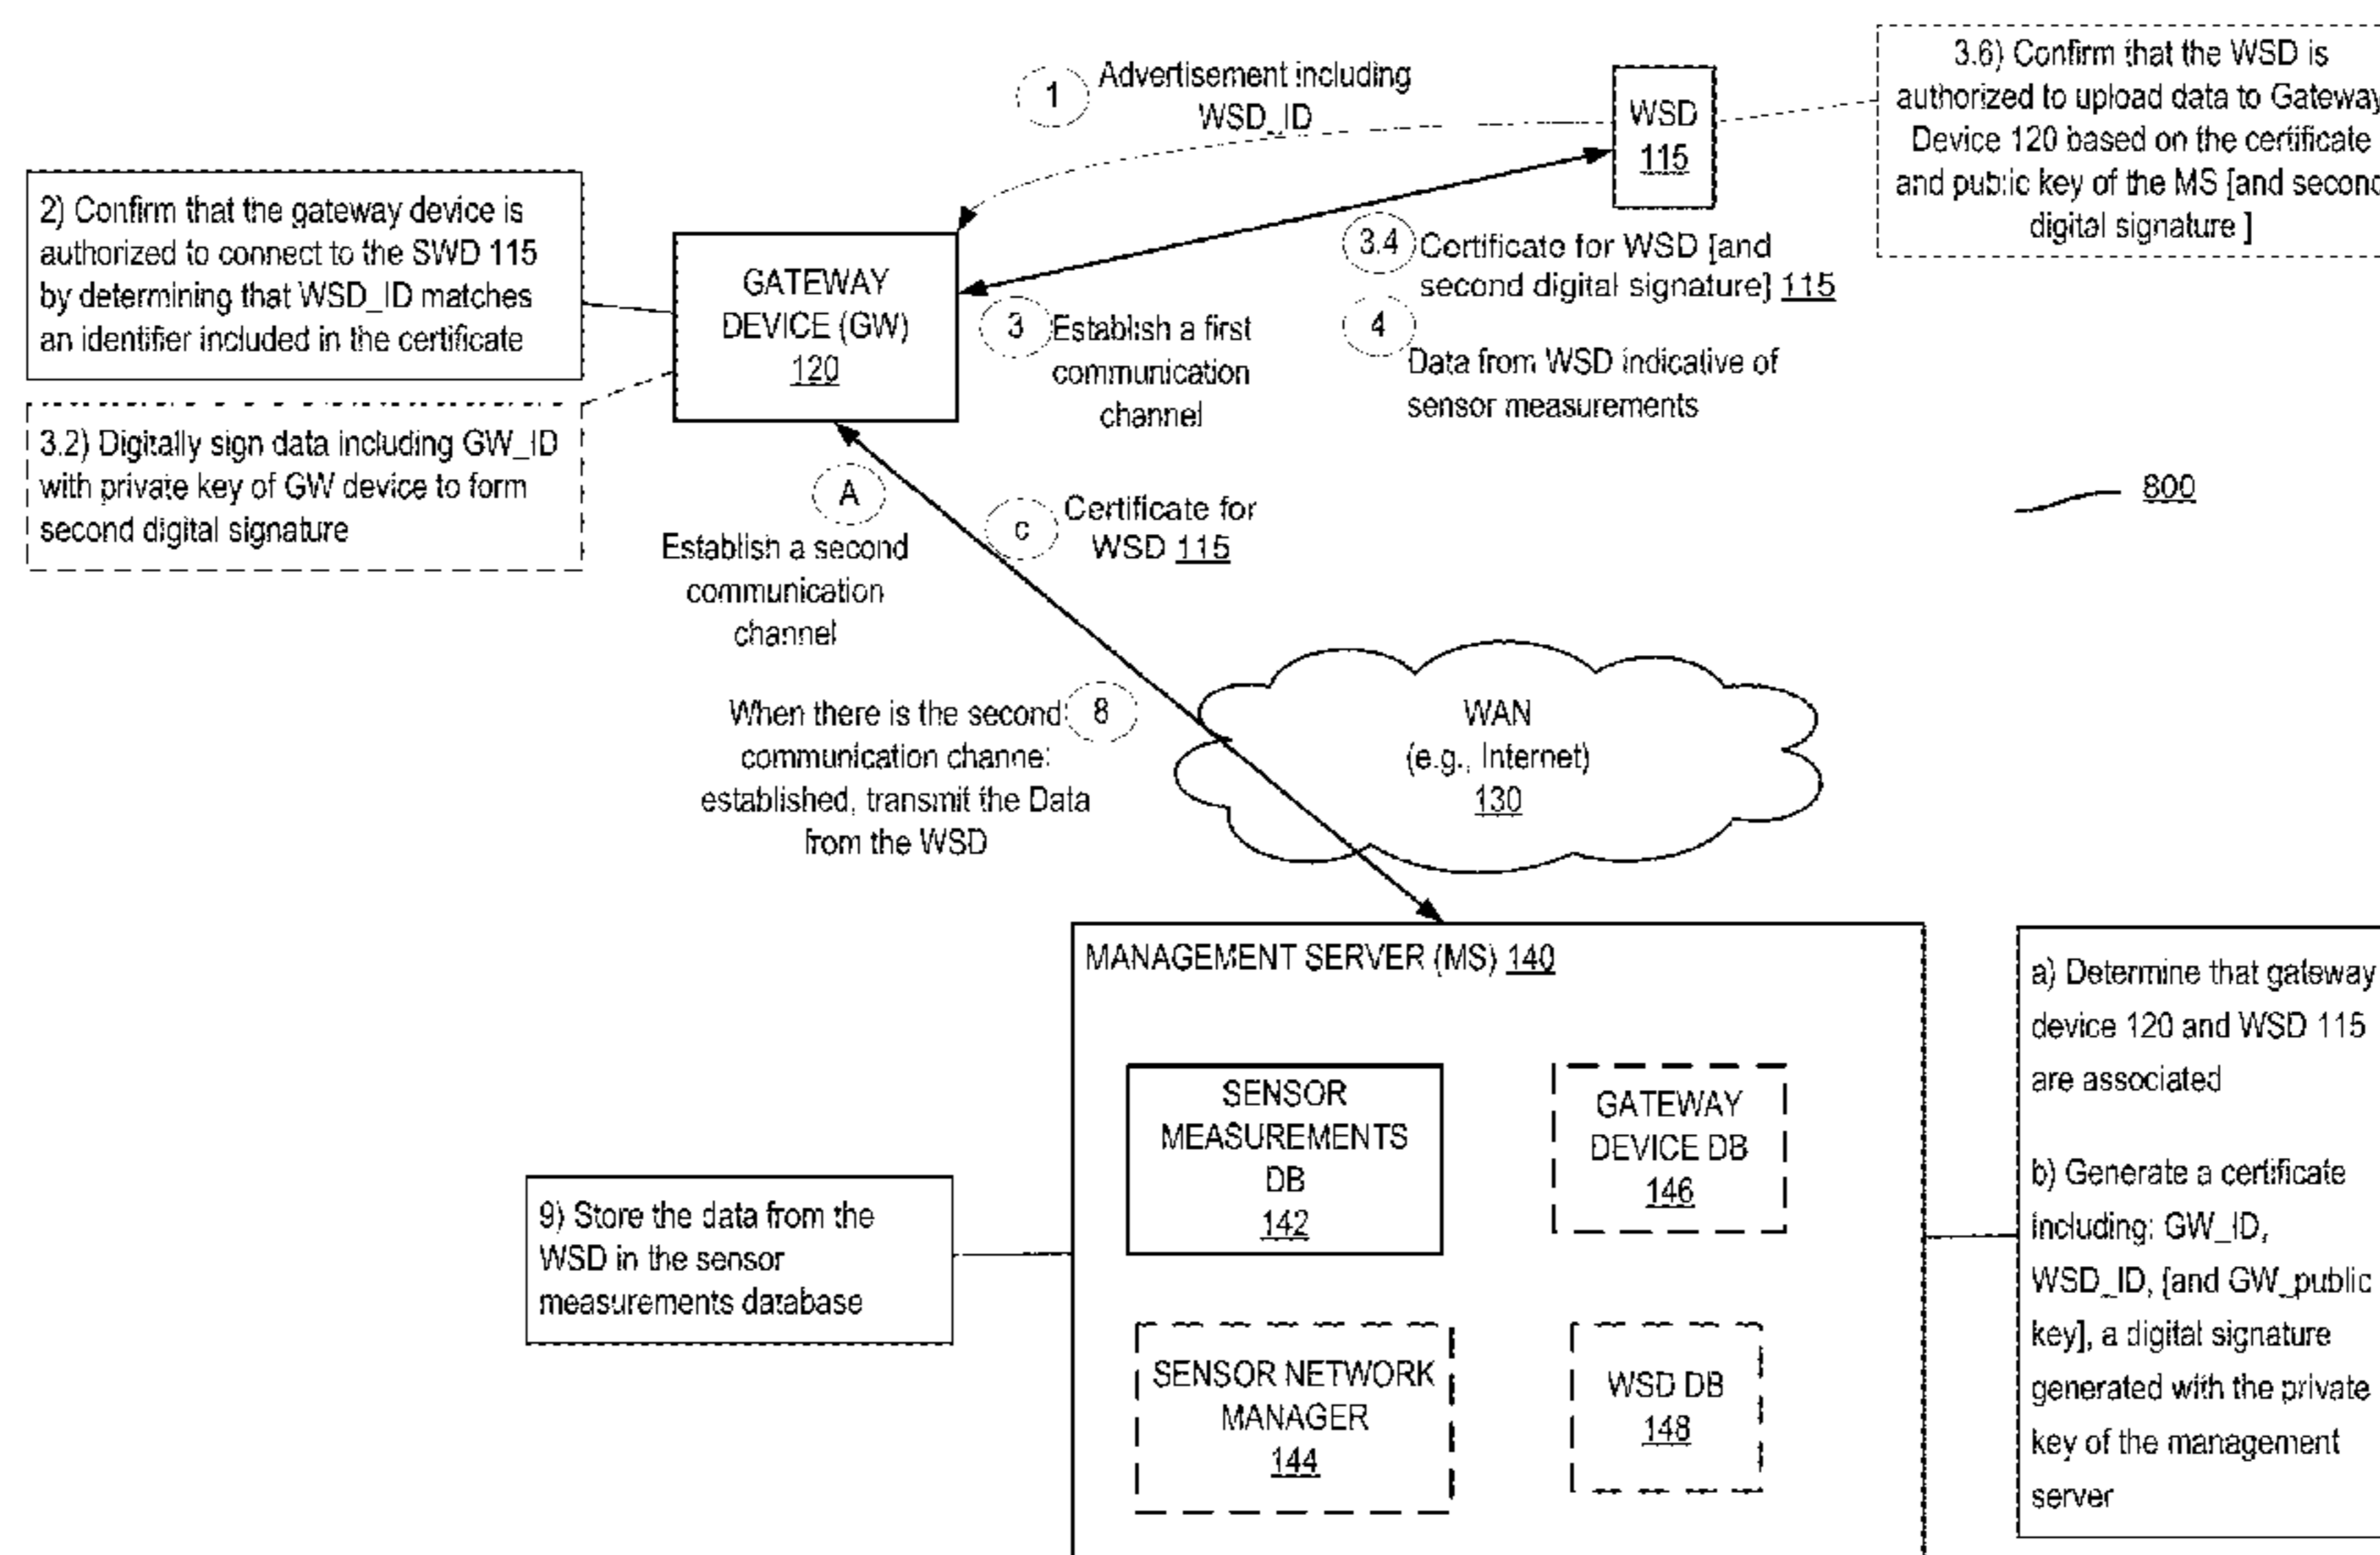 1
Advertisement including
WSD_ID
WSD
115
3.6) Confirm that the WSD is
authorized to upload data to Gateway
Device 120 based on the certificate
and public key of the MS [and second
digital signature ]
2) Confirm that the gateway device is
authorized to connect to the SWD 115
by determining that WSD_ID matches
an identifier included in the certificate
3.2) Digitally sign data including GW_ID
with private key of GW device to form
second digital signature
GATEWAY
DEVICE (GW)
120
3
Establish a first
communication
channel
3.4
Certificate for WSD [and
second digital signature] 115
4
Data from WSD indicative of
sensor measurements
800
A
Establish a second
communication
channel
c
Certificate for
WSD 115
When there is the second
8
communication channel
established, transmit the Data
from the WSD
WAN
(e.g., Internet)
130
MANAGEMENT SERVER (MS) 140
SENSOR
MEASUREMENTS
DB
142
GATEWAY
DEVICE DB
146
SENSOR NETWORK
MANAGER
144
WSD DB
148
9) Store the data from the
WSD in the sensor
measurements database
a) Determine that gateway
device 120 and WSD 115
are associated
b) Generate a certificate
including: GW_ID,
WSD_ID, [and GW_public
key], a digital signature
generated with the private
key of the management
server